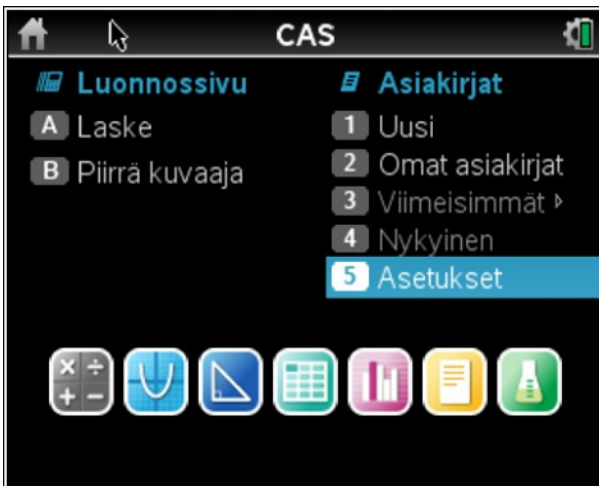 CAS
Luonnossivu
A Laske
B Piirrä kuvaaja
Asiakirjat
1 Uusi
2 Omat asiakirjat
3 Viimeisimmät ▹
4 Nykyinen
5 Asetukset